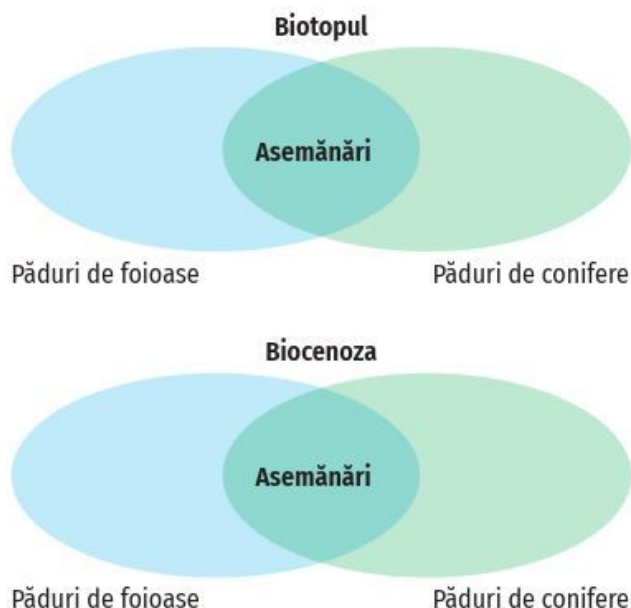 Biotopul
Asemănări
Păduri de foioase
Păduri de conifere
Biocenoza
Asemănări
Păduri de foioase
Păduri de conifere